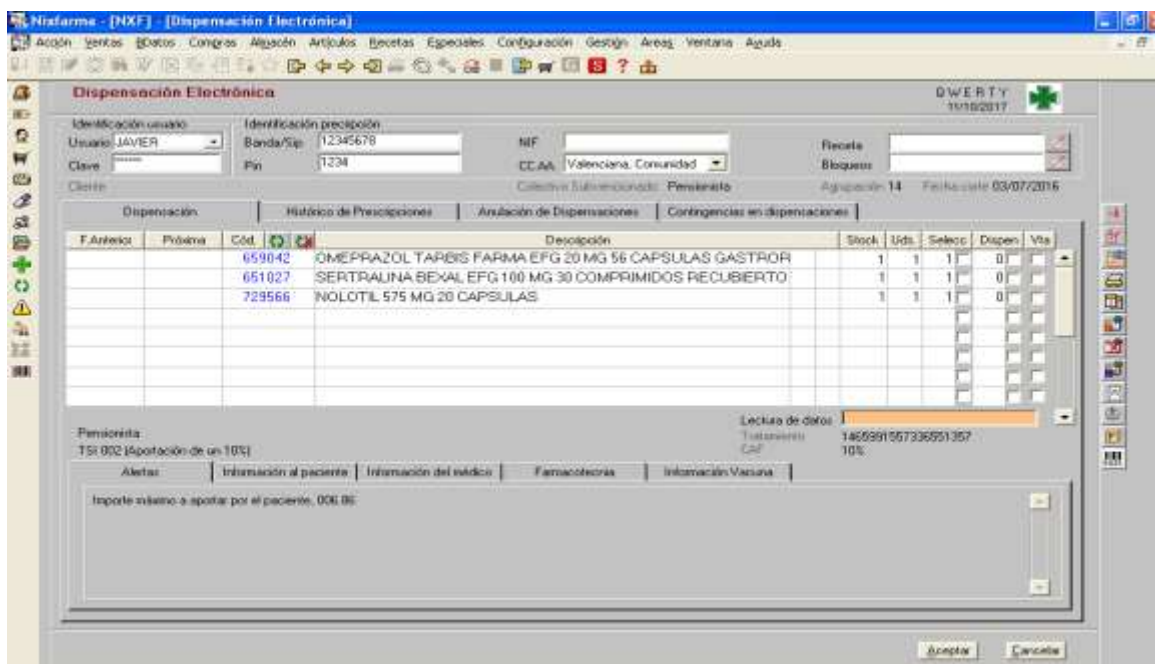 Nixfarma - [NXF] - [Dispensación Electrónica]
Acción Ventas BDatos Compras Almacén Artículos Recetas Especiales Configuración Gestión Areas Ventana Ayuda
Dispensación Electrónica
QWERTY
11/10/2017
Identificación usuario
Identificación prescripción
Usuario JAVIER
Banda/Sip 12345678
NIF
Receta
Clave
Pin 1234
CC.AA. Valenciana, Comunidad
Bloqueos
Cliente
Colectivo Subvencionado Pensionista
Agrupación 14
03/07/2016
Dispensación
Histórico de Prescripciones
Anulación de Dispensaciones
Contingencias en dispensaciones
F.Anterior Próxima Cód. Descripción Stock Uds. Selecc Dispen Vta
659042 OMEPRAZOL TARBIS FARMA EFG 20 MG 56 CAPSULAS GASTROR 1 1 1 0
651027 SERTRALINA BEXAL EFG 100 MG 30 COMPRIMIDOS RECUBIERTO 1 1 1 0
729566 NOLOTIL 575 MG 20 CAPSULAS 1 1 1 0
Lectura de datos
Pensionista
Tratamiento
TSI 002 (Aportación de un 10%)
CAF 10%
Alertas
Información al paciente
Información del médico
Farmacotecnias
Información Vacuna
Importe máximo a aportar por el paciente, 006.06
Aceptar
Cancelar